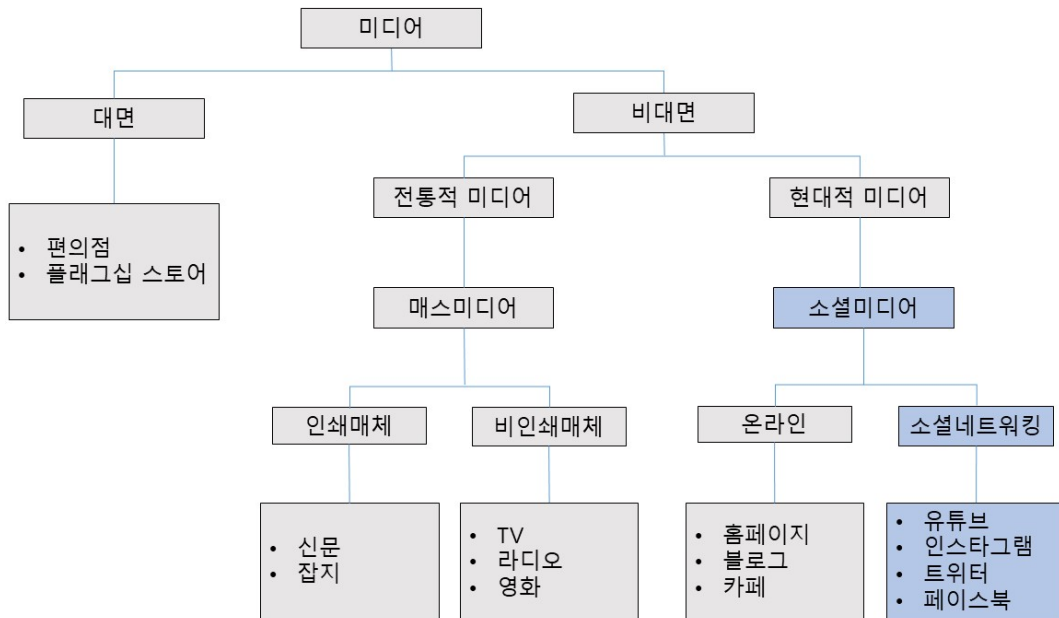 미디어
대면
비대면
전통적 미디어
현대적 미디어
• 편의점
• 플래그십 스토어
매스미디어
소셜미디어
인쇄매체
비인쇄매체
온라인
소셜네트워킹
• 신문
• 잡지
• TV
• 라디오
• 영화
• 홈페이지
• 블로그
• 카페
• 유튜브
• 인스타그램
• 트위터
• 페이스북